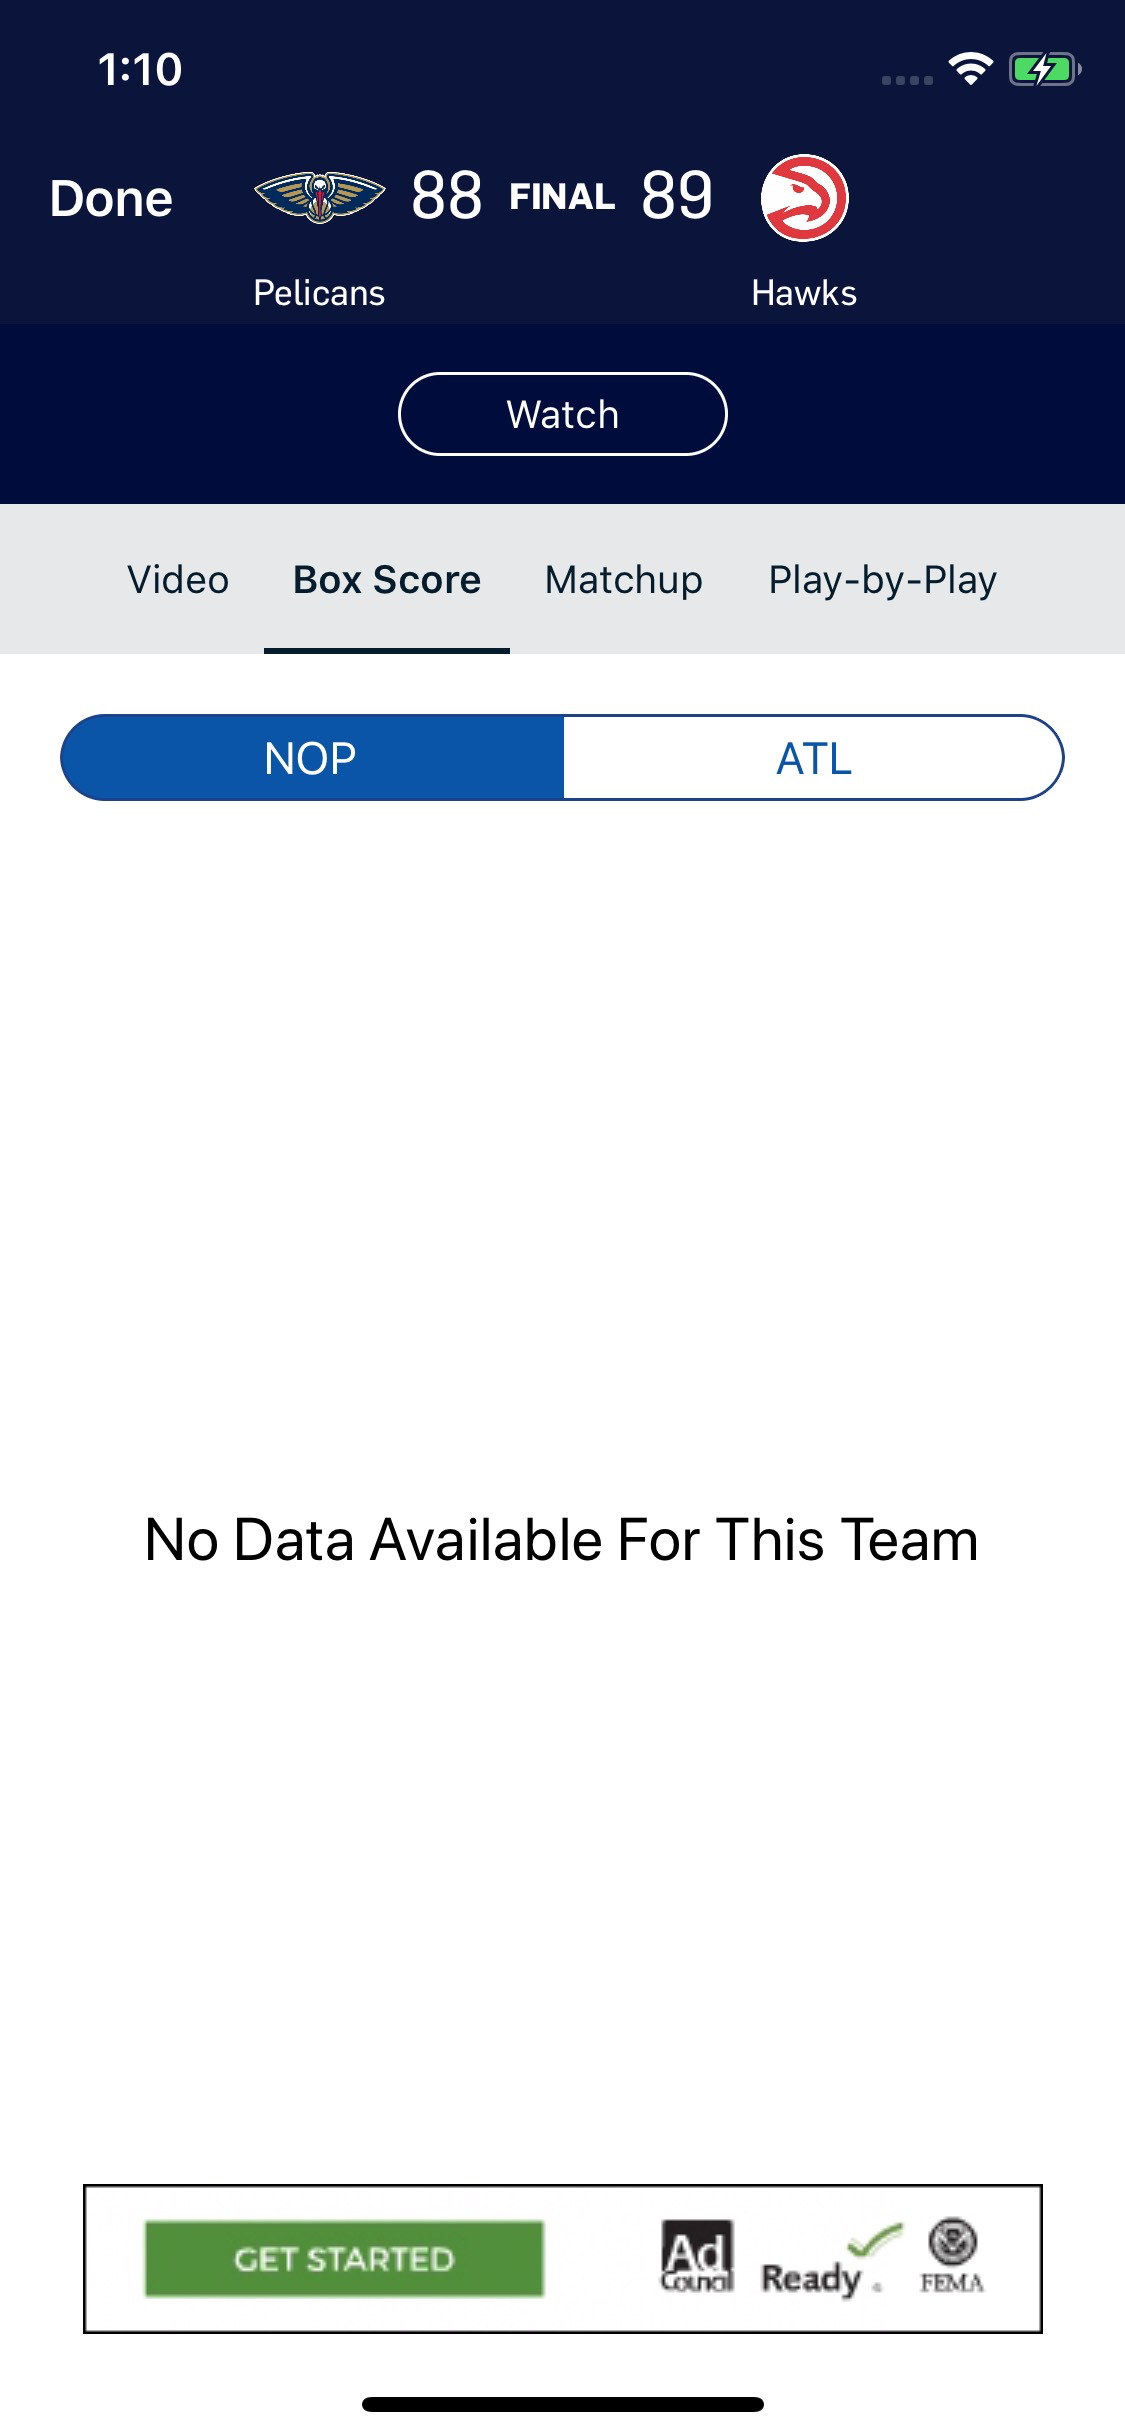 1:10
Done
88 FINAL 89
Pelicans
Hawks
Watch
Video Box Score Matchup Play-by-Play
NOP ATL
No Data Available For This Team
GET STARTED
Ad Council
Ready
FEMA